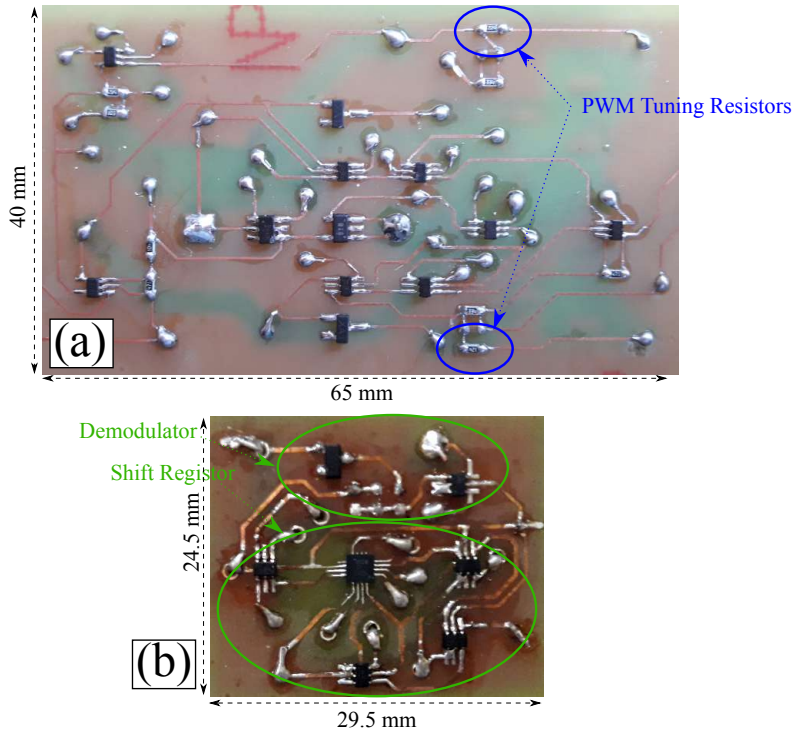 PWM Tuning Resistors
40 mm
(a)
65 mm
Demodulator
Shift Registor
24.5 mm
(b)
29.5 mm